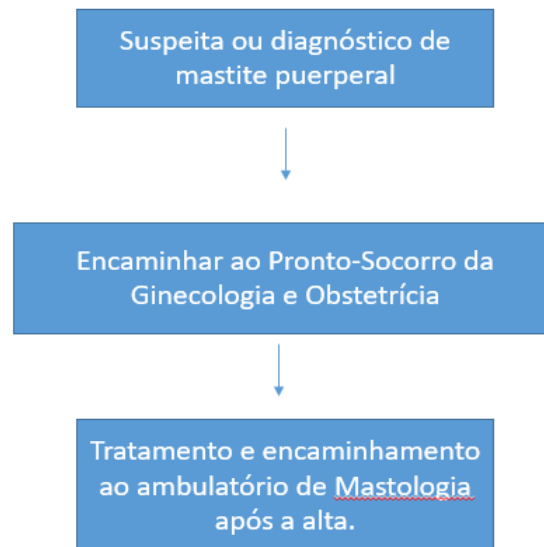 Suspeita ou diagnóstico de
mastite puerperal
Encaminhar ao Pronto-Socorro da
Ginecologia e Obstetrícia
Tratamento e encaminhamento
ao ambulatório de Mastologia
após a alta.